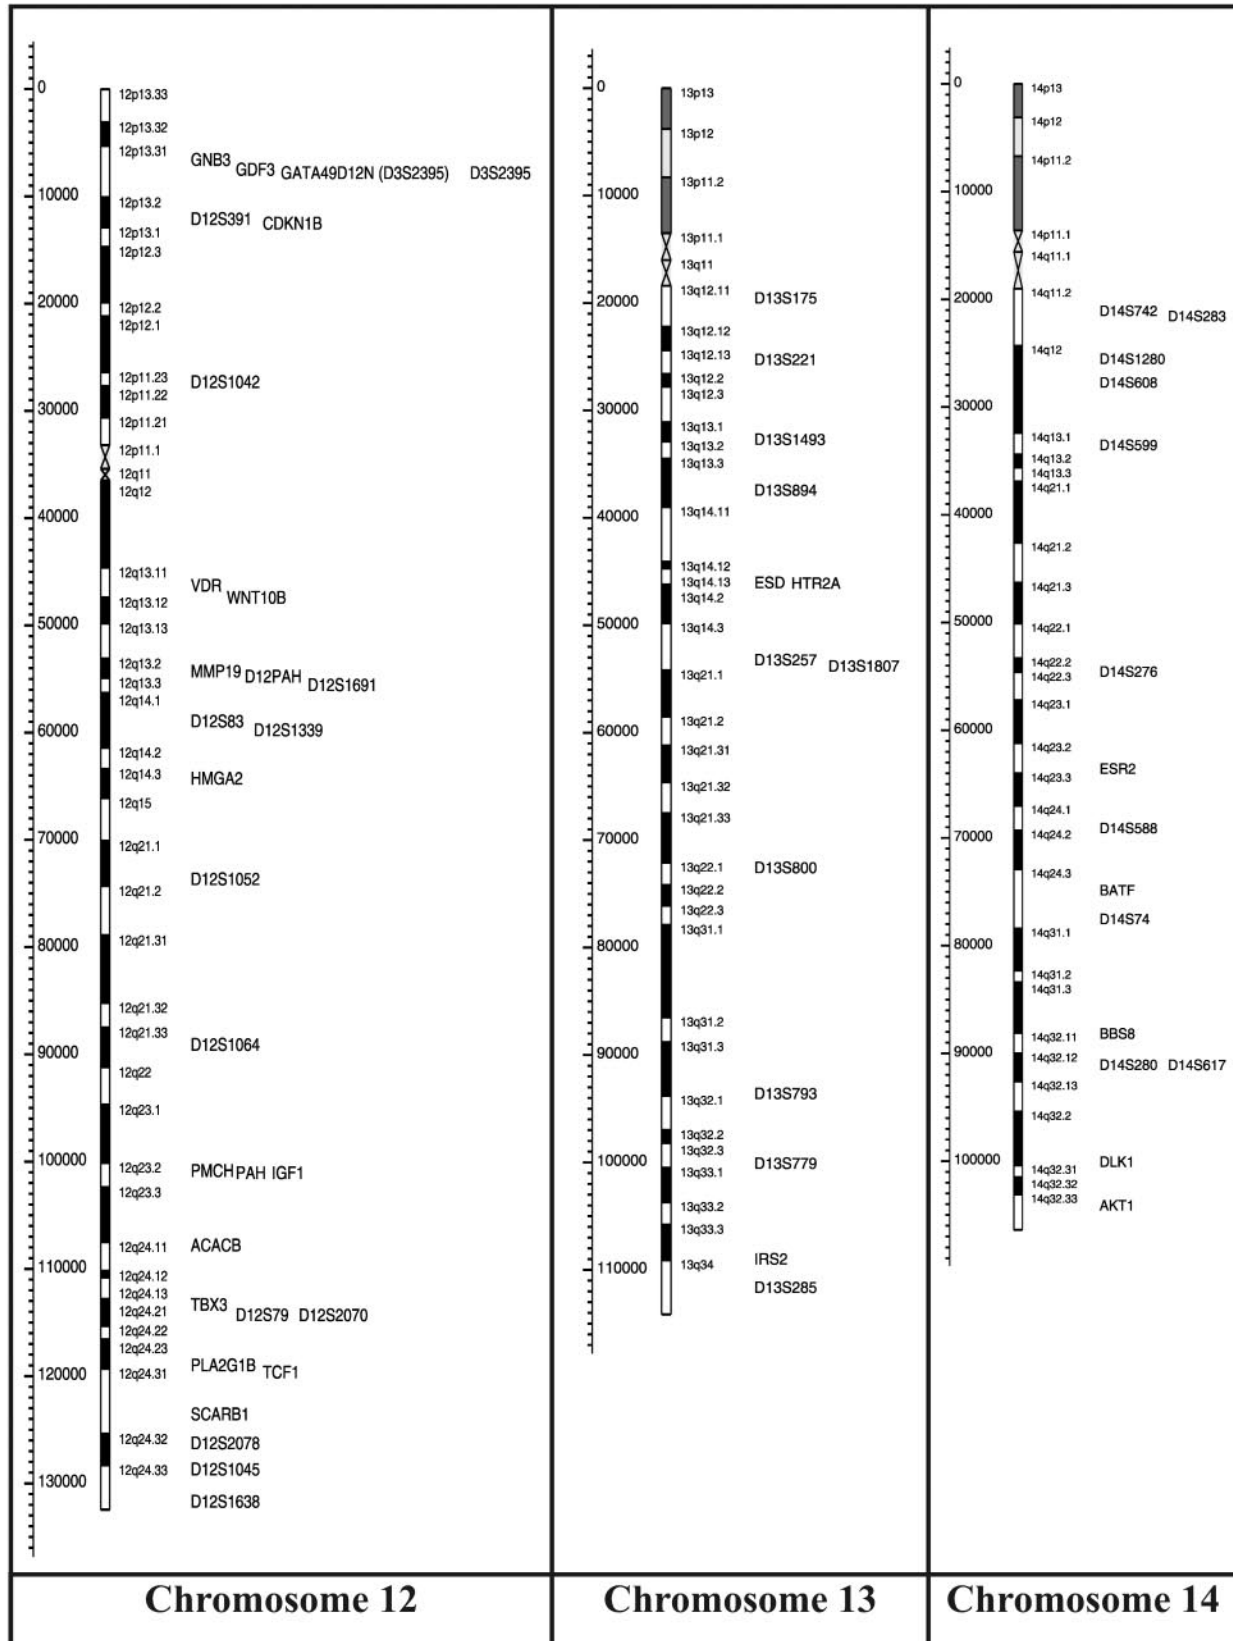 0
12p13.33
12p13.32
12p13.31
GNB3 GDF3 GATA49D12N (D3S2395) D3S2395
10000
12p13.2
D12S391 CDKN1B
12p13.1
12p12.3
20000
12p12.2
12p12.1
12p11.23
D12S1042
12p11.22
30000
12p11.21
12p11.1
12q11
12q12
40000
12q13.11
VDR WNT10B
12q13.12
50000
12q13.13
12q13.2
MMP19 D12PAH D12S1691
12q13.3
12q14.1
D12S83 D12S1339
60000
12q14.2
12q14.3
HMGA2
12q15
70000
12q21.1
D12S1052
12q21.2
80000
12q21.31
12q21.32
12q21.33
D12S1064
90000
12q22
12q23.1
100000
12q23.2
PMCH PAH IGF1
12q23.3
12q24.11
ACACB
110000
12q24.12
12q24.13
TBX3 D12S79 D12S2070
12q24.21
12q24.22
12q24.23
PLA2G1B TCF1
120000
12q24.31
SCARB1
12q24.32
D12S2078
12q24.33
D12S1045
130000
D12S1638
Chromosome 12
0
13p13
13p12
13p11.2
10000
13p11.1
13q11
13q12.11
D13S175
20000
13q12.12
13q12.13
D13S221
13q12.2
13q12.3
30000
13q13.1
D13S1493
13q13.2
13q13.3
D13S894
40000
13q14.11
13q14.12
13q14.13
ESD HTR2A
13q14.2
50000
13q14.3
D13S257 D13S1807
13q21.1
13q21.2
60000
13q21.31
13q21.32
13q21.33
70000
13q22.1
D13S800
13q22.2
13q22.3
13q31.1
80000
13q31.2
13q31.3
90000
D13S793
13q32.1
13q32.2
13q32.3
100000
D13S779
13q33.1
13q33.2
13q33.3
IRS2
13q34
110000
D13S285
Chromosome 13
0
14p13
14p12
14p11.2
10000
14p11.1
14q11.1
14q11.2
20000
D14S742 D14S283
14q12
D14S1280
D14S608
30000
14q13.1
D14S599
14q13.2
14q13.3
14q21.1
40000
14q21.2
14q21.3
50000
14q22.1
14q22.2
D14S276
14q22.3
14q23.1
60000
14q23.2
ESR2
14q23.3
14q24.1
D14S588
14q24.2
70000
14q24.3
BATF
D14S74
14q31.1
80000
14q31.2
14q31.3
BBS8
14q32.11
90000
14q32.12
D14S280 D14S617
14q32.13
14q32.2
100000
DLK1
14q32.31
14q32.32
14q32.33
AKT1
Chromosome 14